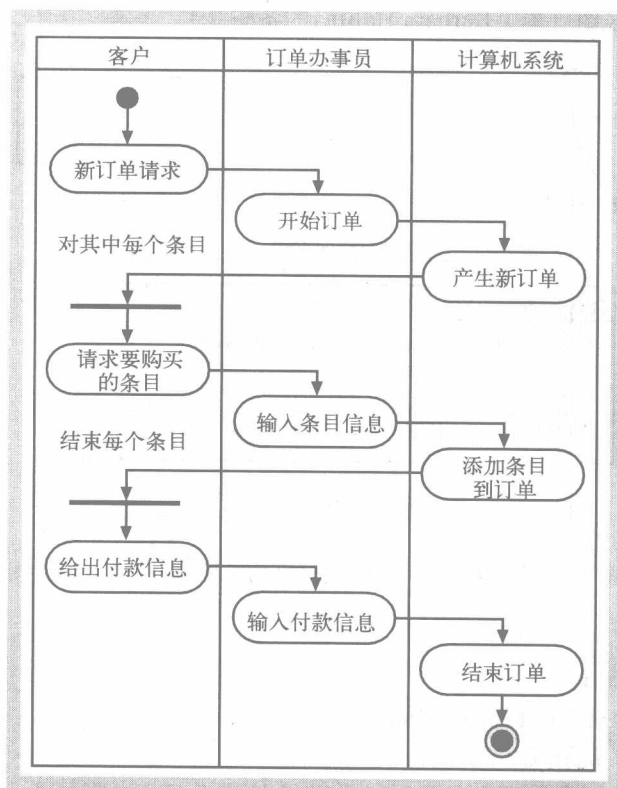 客户
订单办事员
计算机系统
新订单请求
开始订单
对其中每个条目
产生新订单
请求要购买
的条目
输入条目信息
结束每个条目
添加条目
到订单
给出付款信息
输入付款信息
结束订单